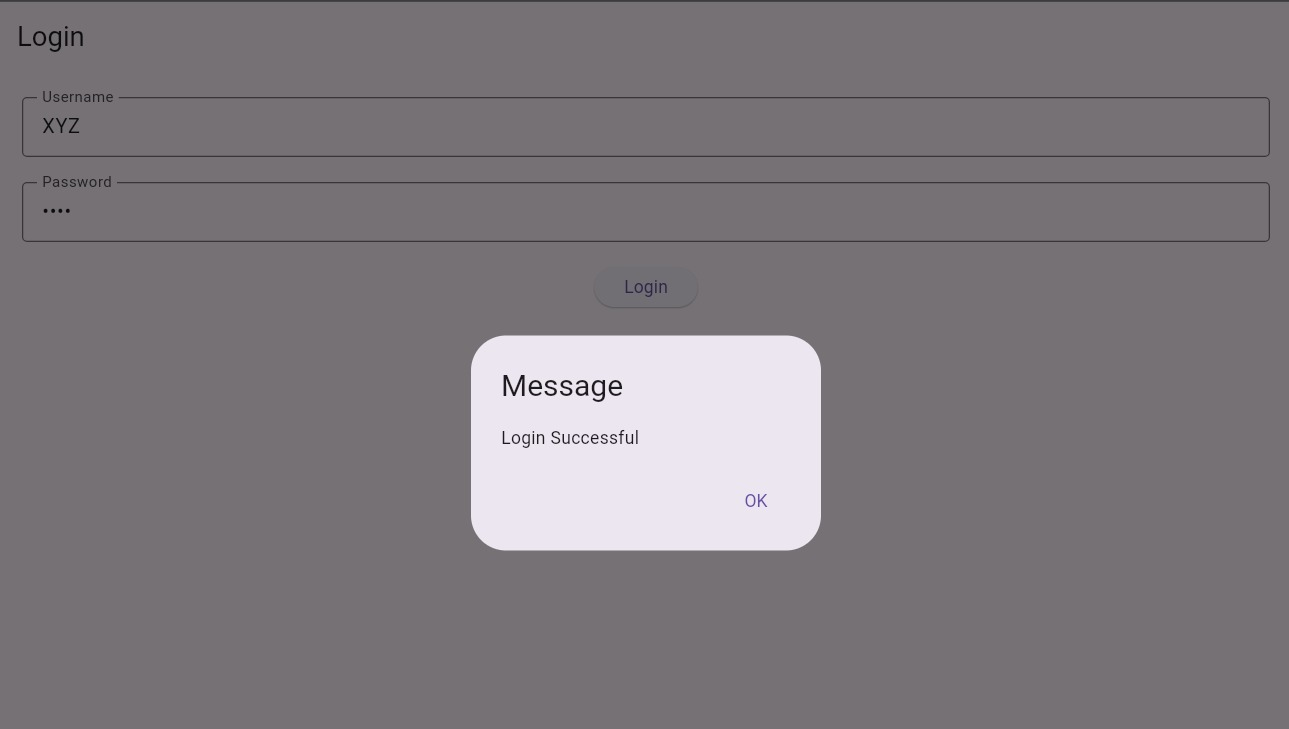 Login
Username
XYZ
Password
••••
Login
Message
Login Successful
OK